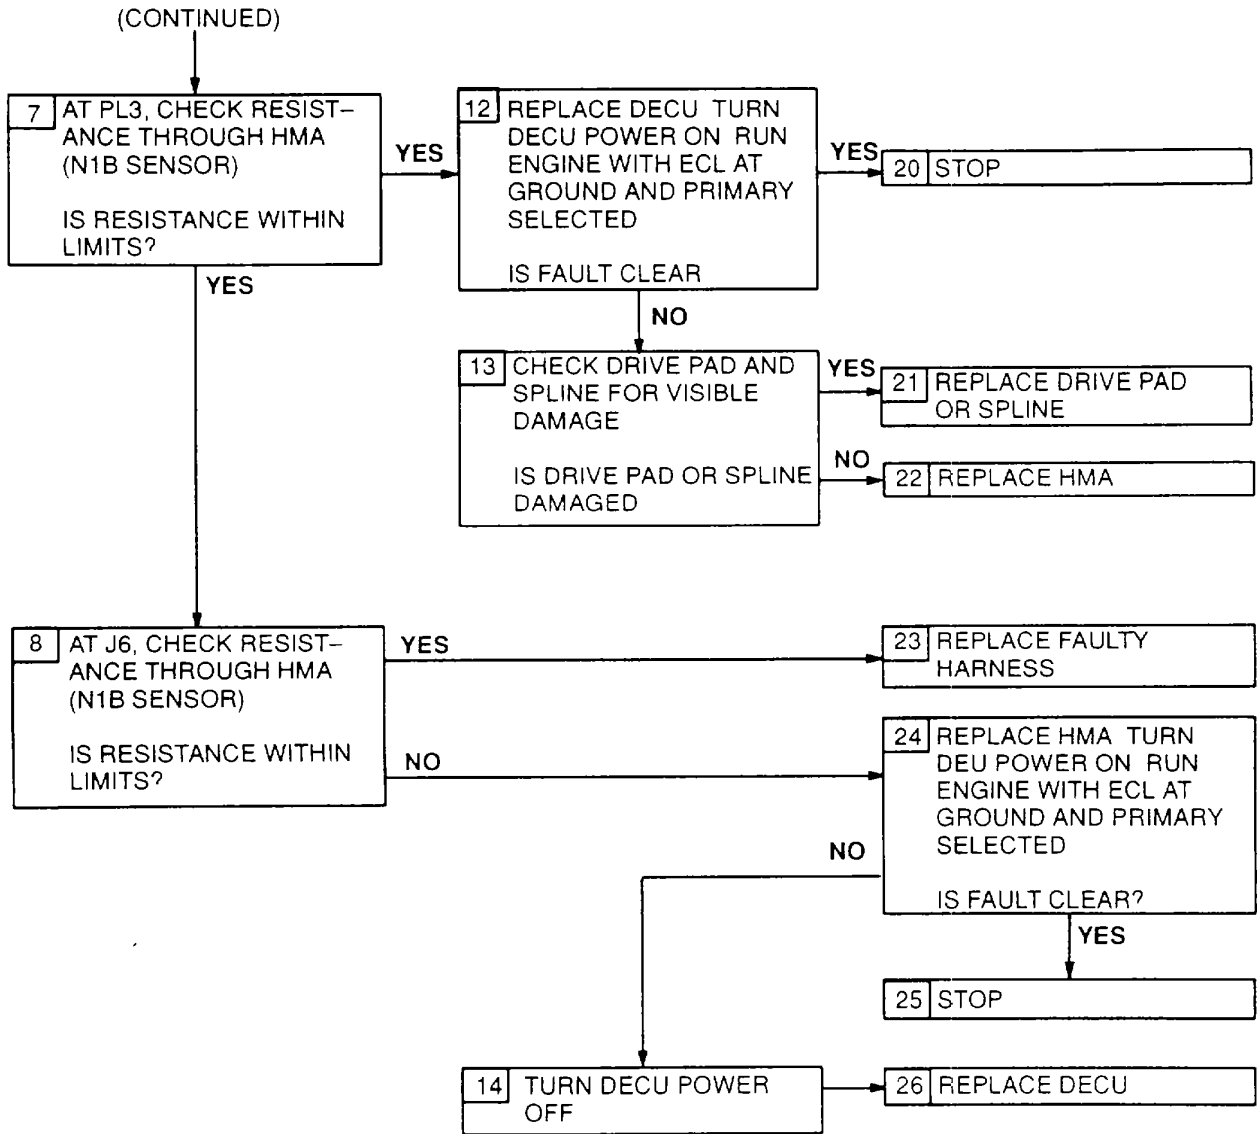 (CONTINUED)
7 AT PL3, CHECK RESIST–
ANCE THROUGH HMA
(N1B SENSOR)
IS RESISTANCE WITHIN
LIMITS?
YES
YES
12 REPLACE DECU TURN
DECU POWER ON RUN
ENGINE WITH ECL AT
GROUND AND PRIMARY
SELECTED
IS FAULT CLEAR
YES
20 STOP
NO
13 CHECK DRIVE PAD AND
SPLINE FOR VISIBLE
DAMAGE
IS DRIVE PAD OR SPLINE
DAMAGED
YES
21 REPLACE DRIVE PAD
OR SPLINE
NO
22 REPLACE HMA
8 AT J6, CHECK RESIST–
ANCE THROUGH HMA
(N1B SENSOR)
IS RESISTANCE WITHIN
LIMITS?
YES
23 REPLACE FAULTY
HARNESS
NO
24 REPLACE HMA TURN
DEU POWER ON RUN
ENGINE WITH ECL AT
GROUND AND PRIMARY
SELECTED
IS FAULT CLEAR?
NO
YES
25 STOP
14 TURN DECU POWER
OFF
26 REPLACE DECU